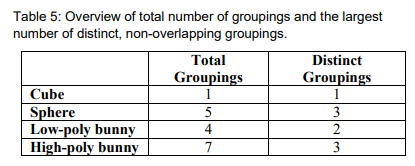 Table 5: Overview of total number of groupings and the largest
number of distinct, non-overlapping groupings.
Total Groupings Distinct Groupings
Cube 1 1
Sphere 5 3
Low-poly bunny 4 2
High-poly bunny 7 3